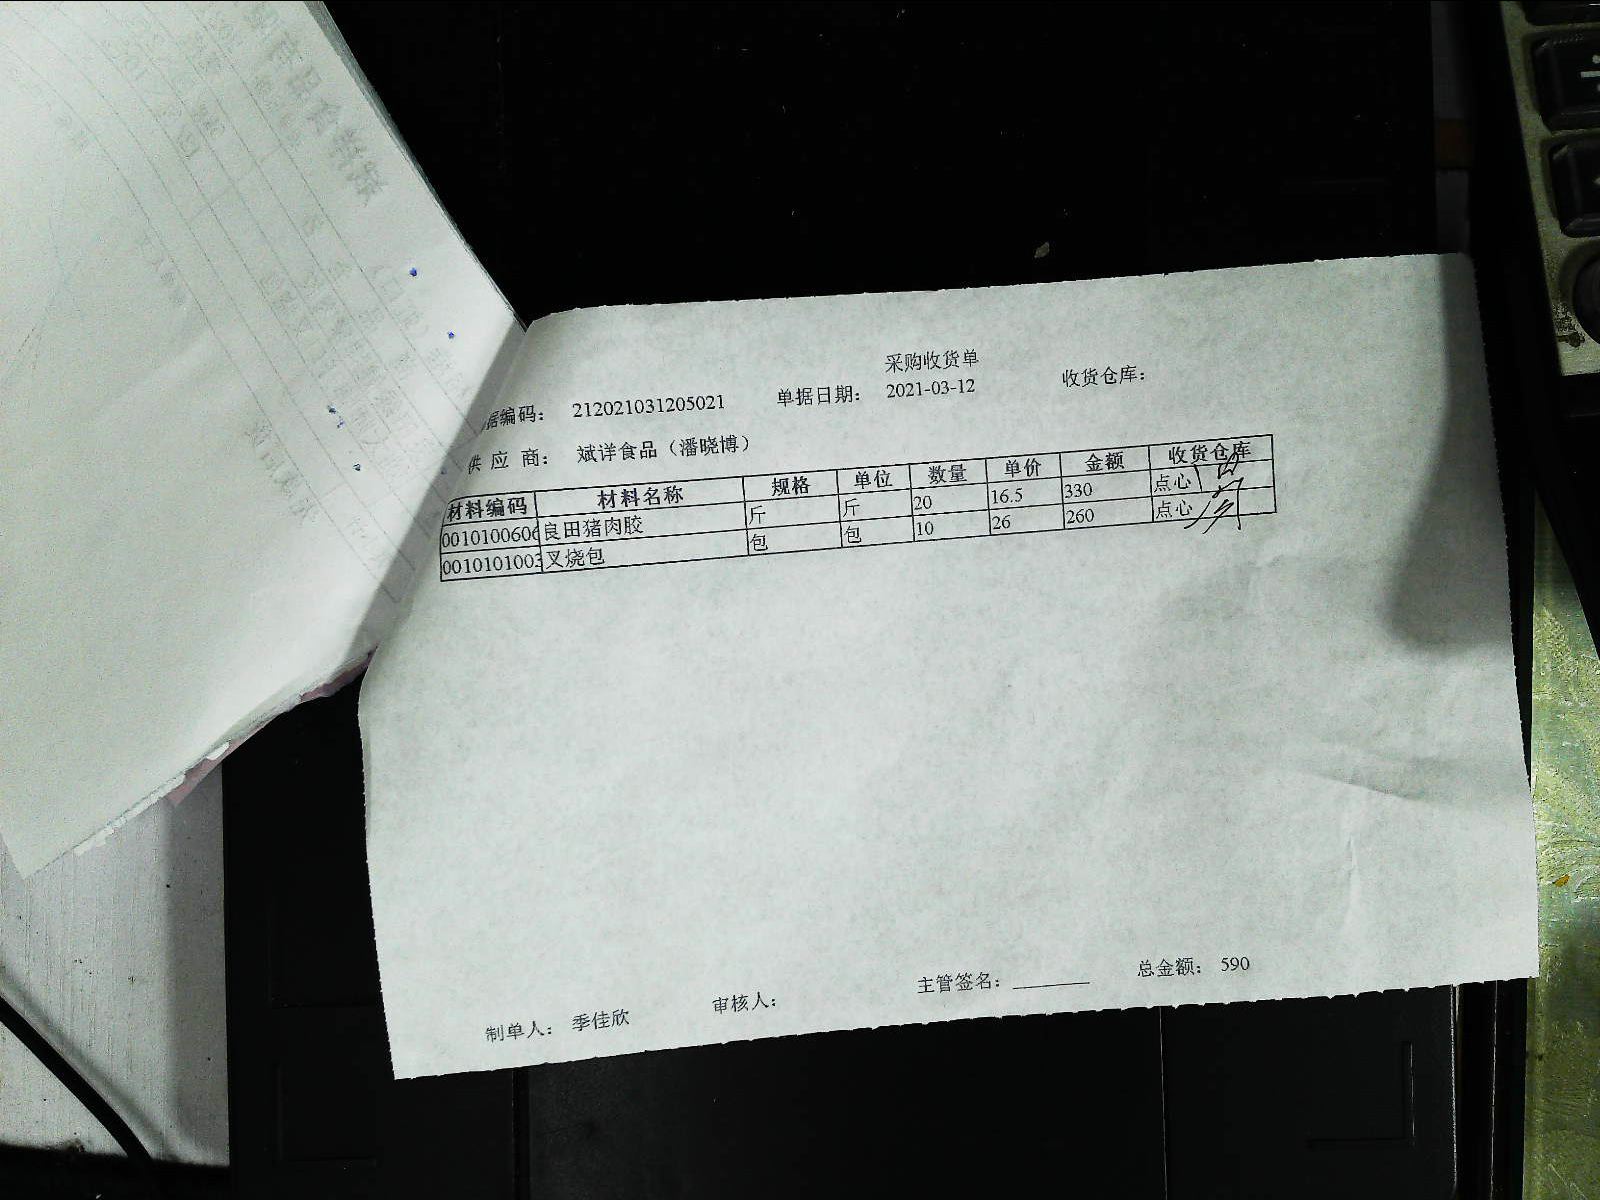 采购收货单
据编码： 212021031205021 单据日期： 2021-03-12 收货仓库：
供应商： 斌详食品（潘晓博）
材料编码 材料名称 规格 单位 数量 单价 金额 收货仓库
0010100606 良田猪肉胶 斤 斤 20 16.5 330 点心
0010101003 叉烧包 包 包 10 26 260 点心
制单人： 季佳欣 审核人： 主管签名： 总金额： 590